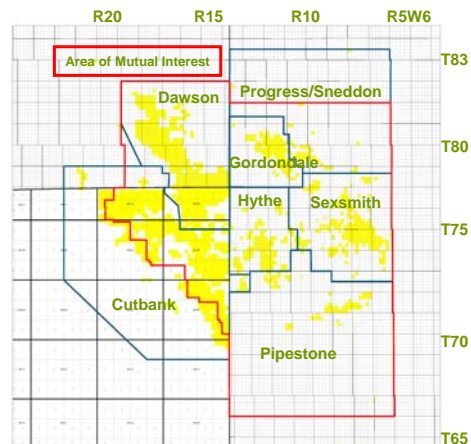 R20 R15 R10 R5W6
T83
Area of Mutual Interest
Dawson
Progress/Sneddon
T80
Gordondale
Hythe
Sexsmith
T75
Cutbank
T70
Pipestone
T65